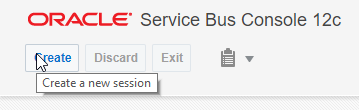 ORACLE Service Bus Console 12c
Create Discard Exit
Create a new session